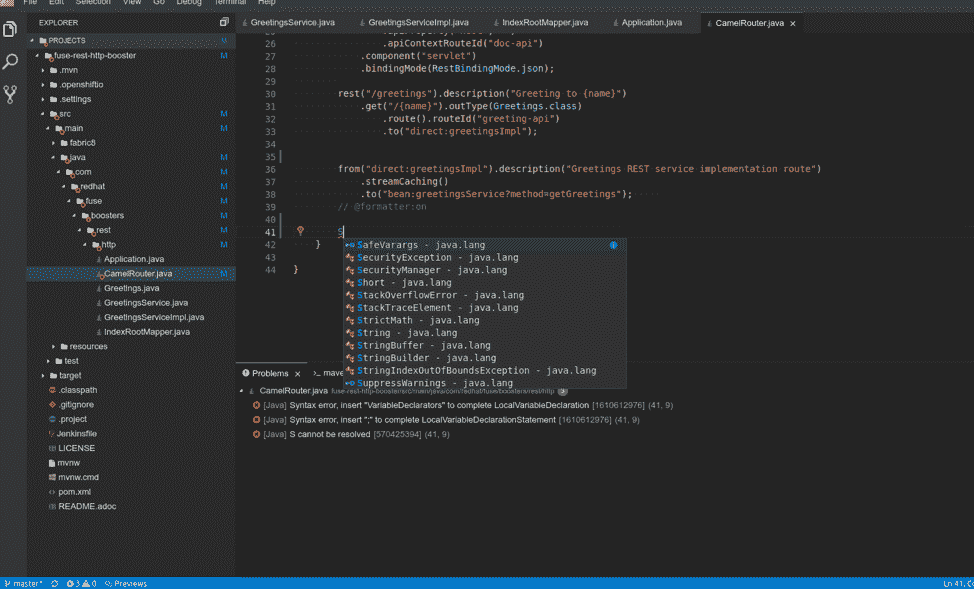 File Edit Selection View Go Debug Terminal Help
EXPLORER
PROJECTS M
fuse-rest-http-booster M
.mvn
.openshiftio
.settings
src M
main M
fabric8
java M
com M
redhat M
fuse M
boosters M
rest M
http M
Application.java
CamelRouter.java M
Greetings.java
GreetingsService.java
GreetingsServiceImpl.java
IndexRootMapper.java
resources
test
target
.classpath
.gitignore
.project
Jenkinsfile
LICENSE
mvnw
mvnw.cmd
pom.xml
README.adoc
GreetingsService.java GreetingsServiceImpl.java IndexRootMapper.java Application.java CamelRouter.java ×
26 .apiContextRouteId("doc-api")
27 .component("servlet")
28 .bindingMode(RestBindingMode.json);
29
30 rest("/greetings").description("Greeting to {name}")
31 .get("/{name}").outType(Greetings.class)
32 .route().routeId("greeting-api")
33 .to("direct:greetingsImpl");
34
35
36 from("direct:greetingsImpl").description("Greetings REST service implementation route")
37 .streamCaching()
38 .to("bean:greetingsService?method=getGreetings");
39 // @formatter:on
40
41 S
42 }
43
44 }
SafeVarargs - java.lang
SecurityException - java.lang
SecurityManager - java.lang
Short - java.lang
StackOverflowError - java.lang
StackTraceElement - java.lang
StrictMath - java.lang
String - java.lang
StringBuffer - java.lang
StringBuilder - java.lang
StringIndexOutOfBoundsException - java.lang
SuppressWarnings - java.lang
Problems × >_ mave
CamelRouter.java fuse-rest-http-booster/src/main/java/com/redhat/fuse/boosters/rest/http 3
[Java] Syntax error, insert "VariableDeclarators" to complete LocalVariableDeclaration [1610612976] (41, 9)
[Java] Syntax error, insert ";" to complete LocalVariableDeclarationStatement [1610612976] (41, 9)
[Java] S cannot be resolved [570425394] (41, 9)
master* 3 0 Previews Ln 41,